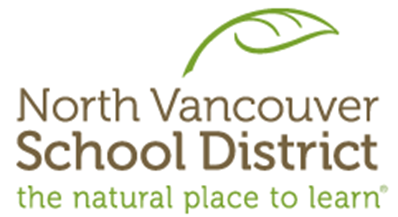 North Vancouver
School District
the natural place to learn®